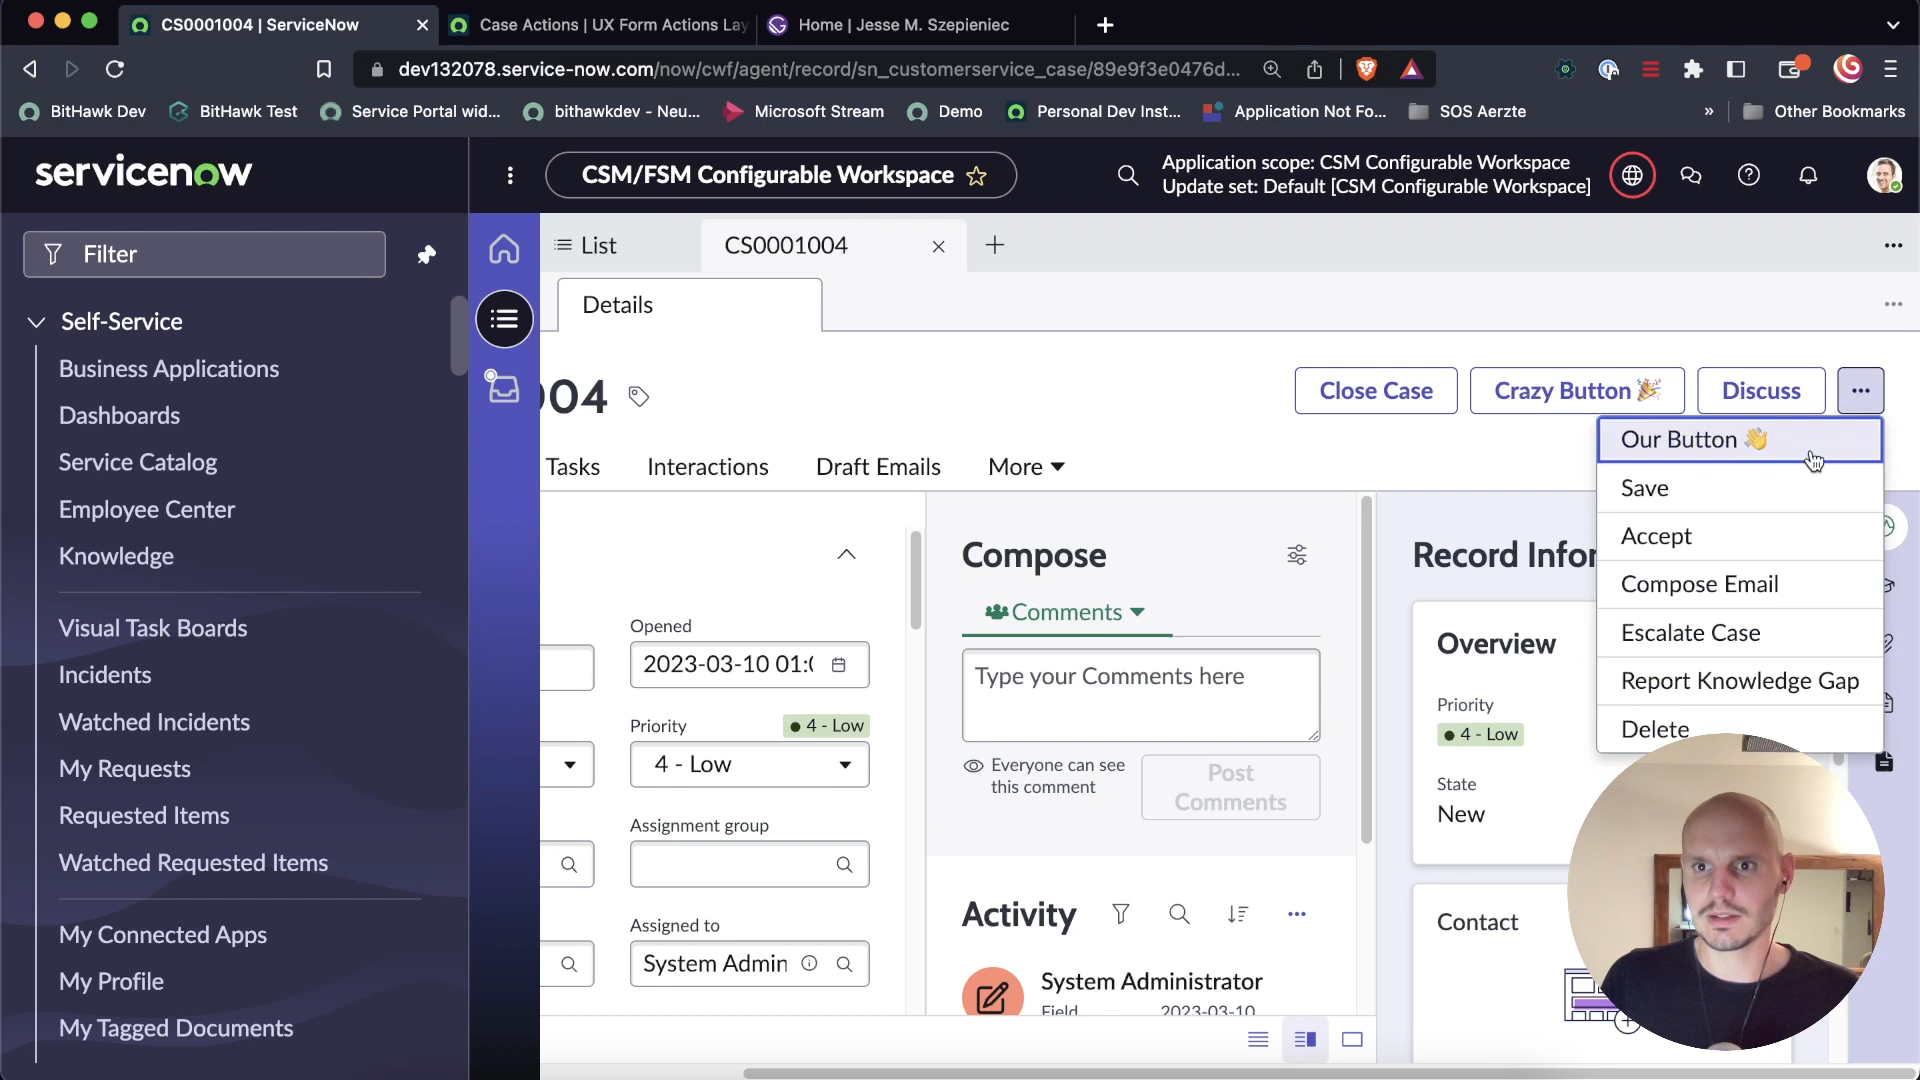 CS0001004 | ServiceNow
Case Actions | UX Form Actions Lay
Home | Jesse M. Szepieniec
dev132078.service-now.com/now/cwf/agent/record/sn_customerservice_case/89e9f3e0476d...
BitHawk Dev
BitHawk Test
Service Portal wid...
bithawkdev - Neu...
Microsoft Stream
Demo
Personal Dev Inst...
Application Not Fo...
SOS Aerzte
»
Other Bookmarks
servicenow
CSM/FSM Configurable Workspace
Application scope: CSM Configurable Workspace
Update set: Default [CSM Configurable Workspace]
Filter
Self-Service
Business Applications
Dashboards
Service Catalog
Employee Center
Knowledge
Visual Task Boards
Incidents
Watched Incidents
My Requests
Requested Items
Watched Requested Items
My Connected Apps
My Profile
My Tagged Documents
List
CS0001004
Details
004
Close Case
Crazy Button 🎉
Discuss
Our Button 👋
Save
Accept
Compose Email
Escalate Case
Report Knowledge Gap
Delete
Tasks
Interactions
Draft Emails
More
Opened
2023-03-10 01:0
Priority
4 - Low
4 - Low
Assignment group
Assigned to
System Admin
Compose
Comments
Type your Comments here
Everyone can see
this comment
Post
Comments
Activity
System Administrator
Field
2023-03-10
Record Infor
Overview
Priority
4 - Low
State
New
Contact